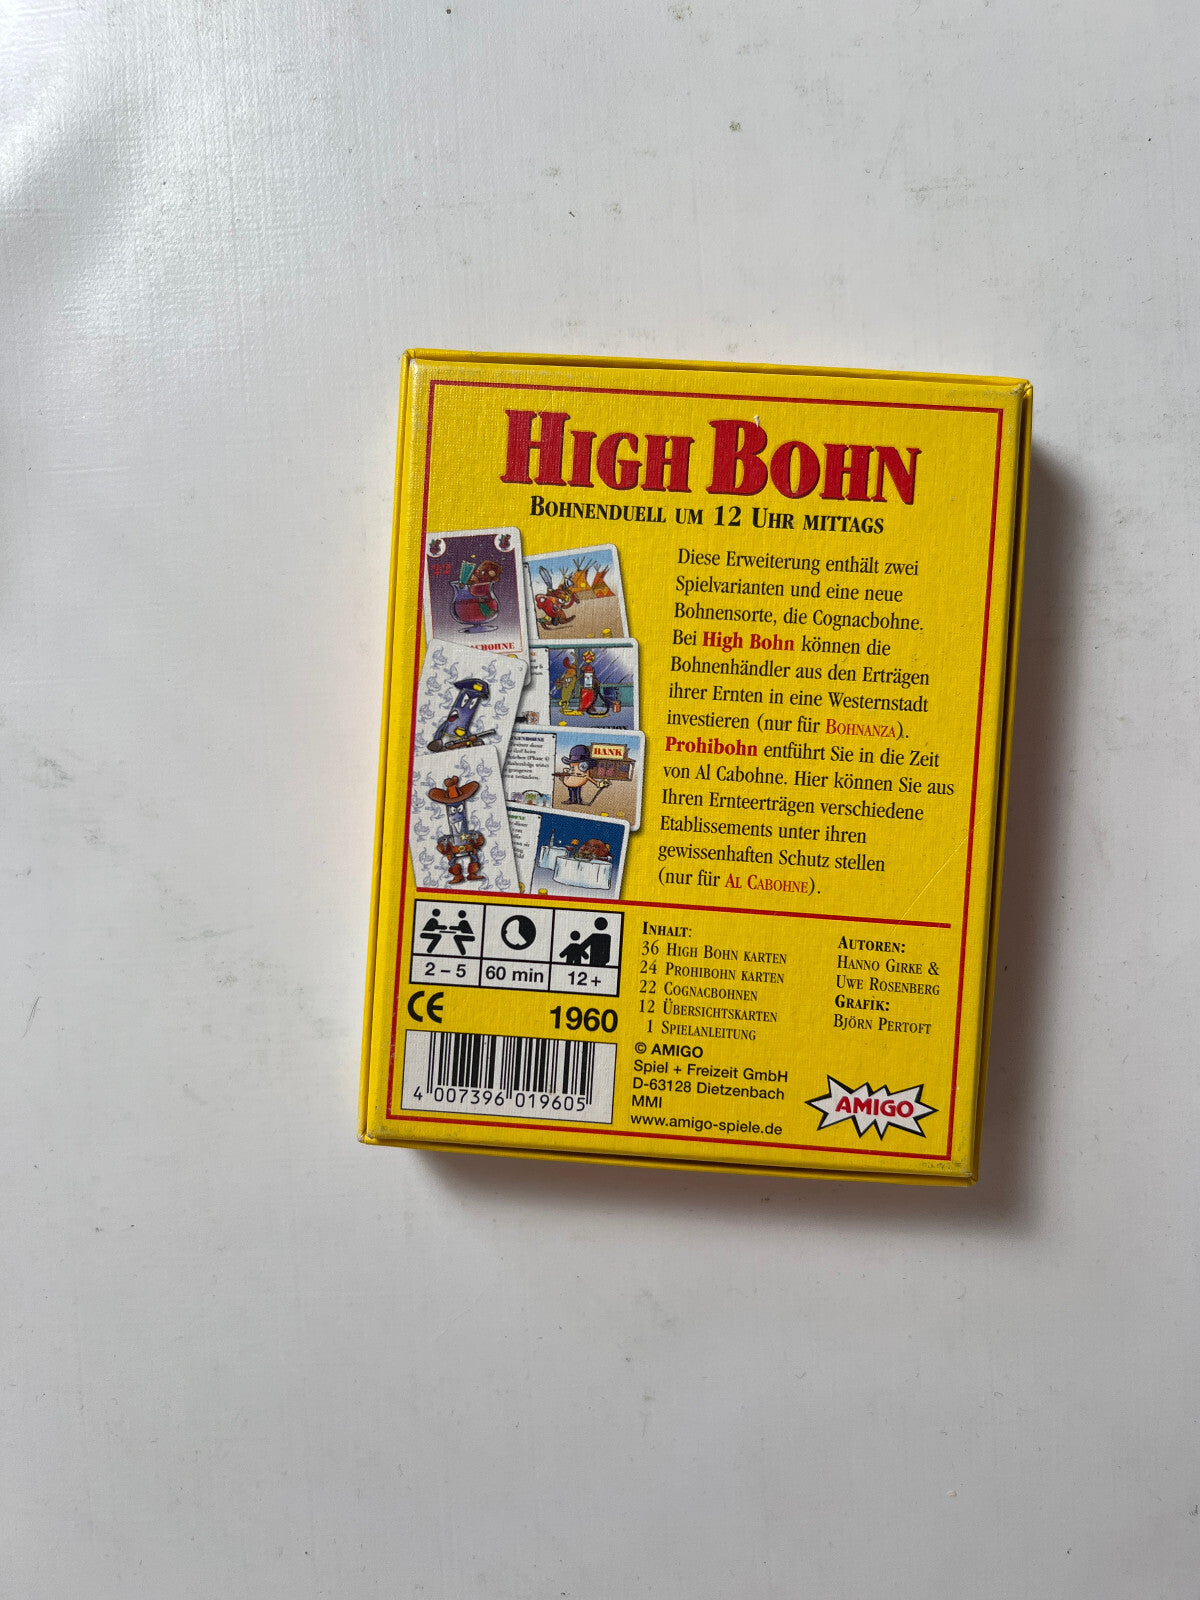 HIGH BOHN
BOHNENDUELL UM 12 UHR MITTAGS
Diese Erweiterung enthält zwei
Spielvarianten und eine neue
Bohnensorte, die Cognacbohne.
Bei High Bohn können die
Bohnenhändler aus den Erträgen
ihrer Ernten in eine Westernstadt
investieren (nur für BOHNANZA).
Prohibohn entführt Sie in die Zeit
von Al Cabohne. Hier können Sie aus
Ihren Ernteerträgen verschiedene
Etablissements unter ihren
gewissenhaften Schutz stellen
(nur für AL CABOHNE).
22
BANK
2 – 5
60 min
12+
CE
1960
4 007396 019605
INHALT:
36 HIGH BOHN KARTEN
24 PROHIBOHN KARTEN
22 COGNACBOHNEN
12 ÜBERSICHTSKARTEN
1 SPIELANLEITUNG
AUTOREN:
HANNO GIRKE &
UWE ROSENBERG
GRAFIK:
BJÖRN PERTOFT
© AMIGO
Spiel + Freizeit GmbH
D-63128 Dietzenbach
MMI
www.amigo-spiele.de
AMIGO